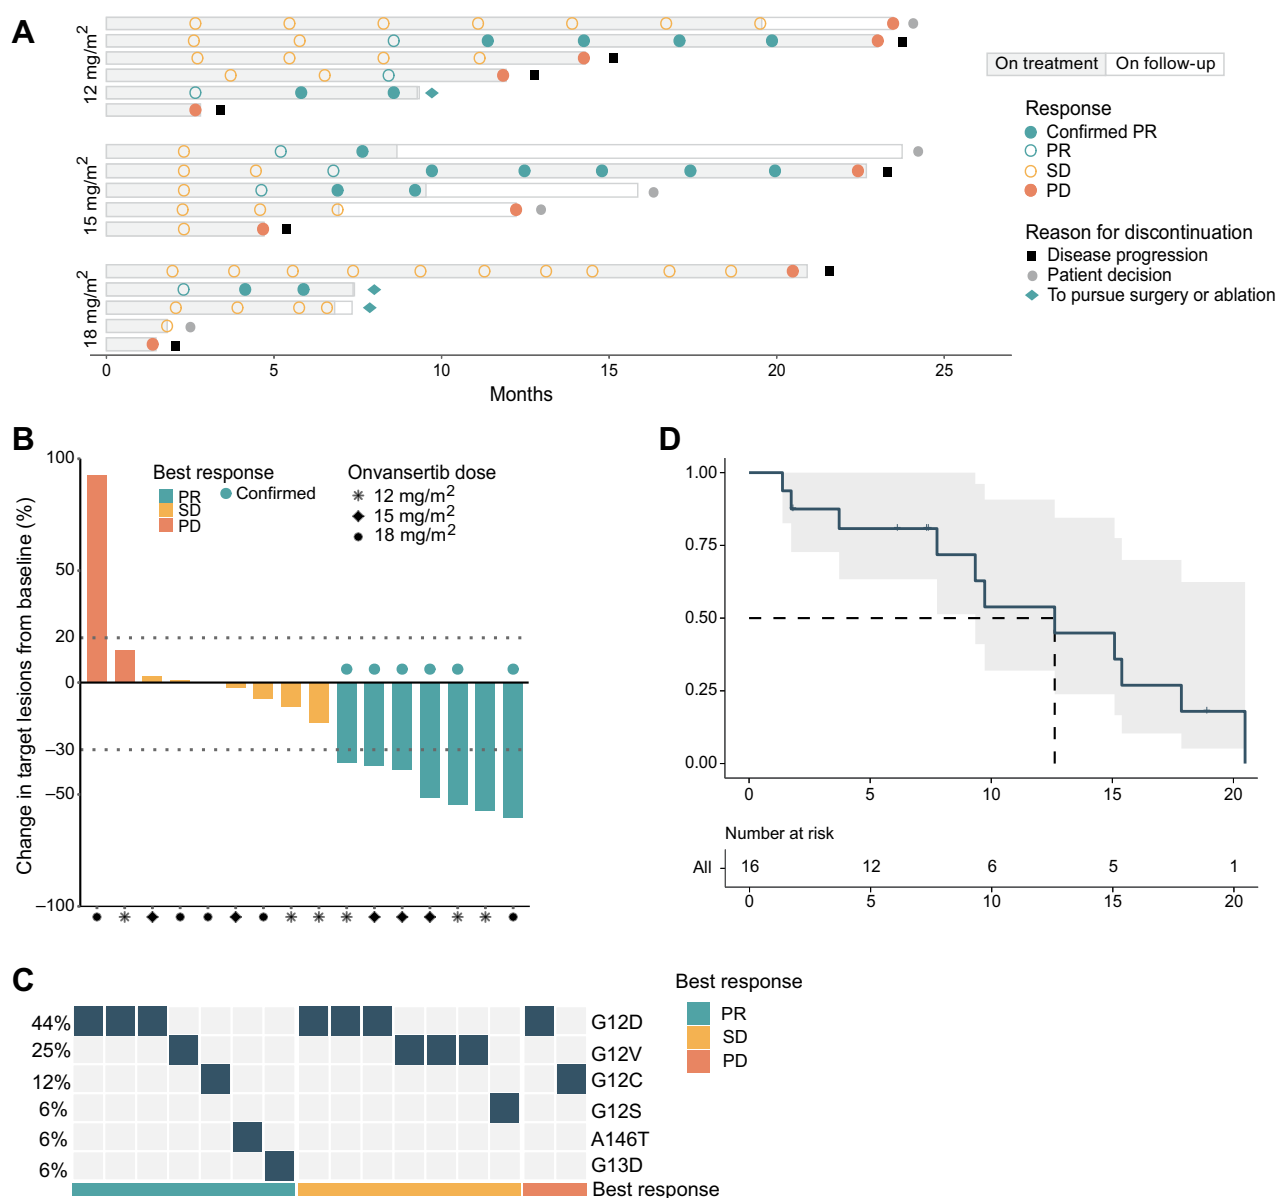 A
12 mg/m2
15 mg/m2
18 mg/m2
0 5 10 15 20 25
Months
On treatment On follow-up
Response
Confirmed PR
PR
SD
PD
Reason for discontinuation
Disease progression
Patient decision
To pursue surgery or ablation
B
Change in target lesions from baseline (%)
100
50
20
0
–30
–50
–100
Best response
PR
SD
PD
Confirmed
Onvansertib dose
12 mg/m2
15 mg/m2
18 mg/m2
D
1.00
0.75
0.50
0.25
0.00
0 5 10 15 20
Number at risk
All 16 12 6 5 1
0 5 10 15 20
C
44% G12D
25% G12V
12% G12C
6% G12S
6% A146T
6% G13D
Best response
Best response
PR
SD
PD